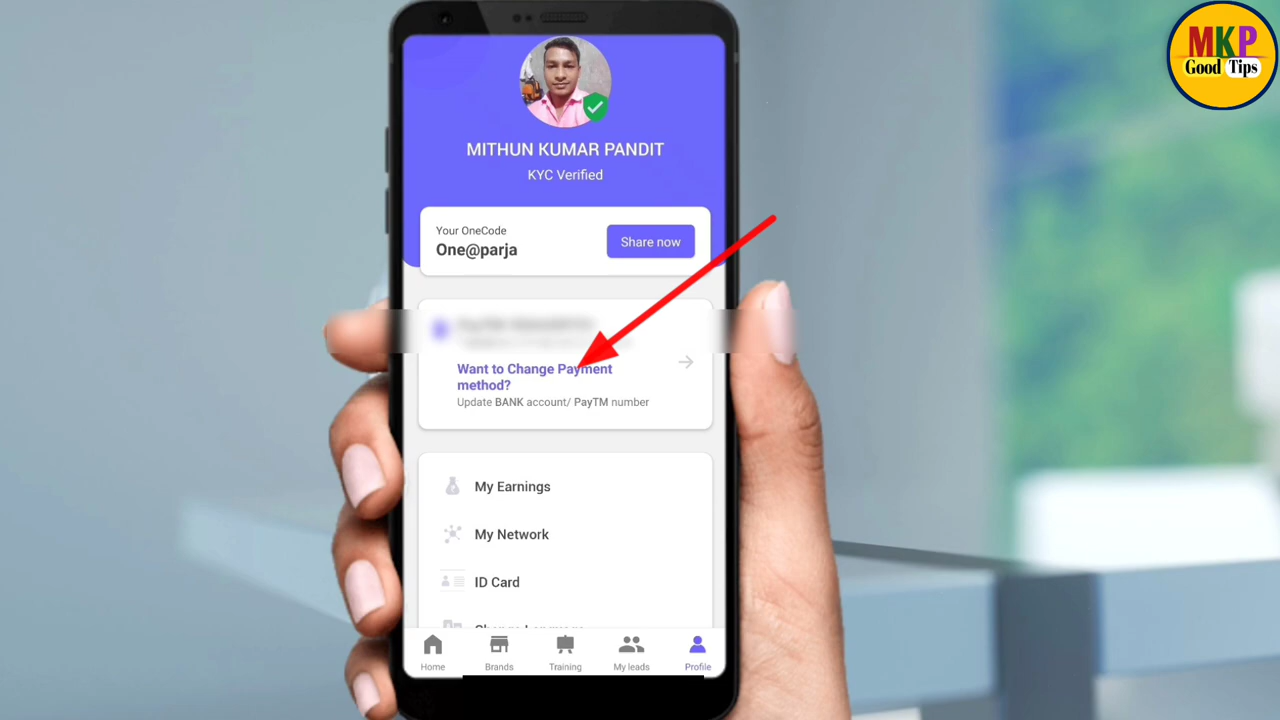 MKP
Good Tips
MITHUN KUMAR PANDIT
KYC Verified
Your OneCode
One@parja
Share now
Want to Change Payment
method?
Update BANK account/ PayTM number
My Earnings
My Network
ID Card
Home
Brands
Training
My leads
Profile